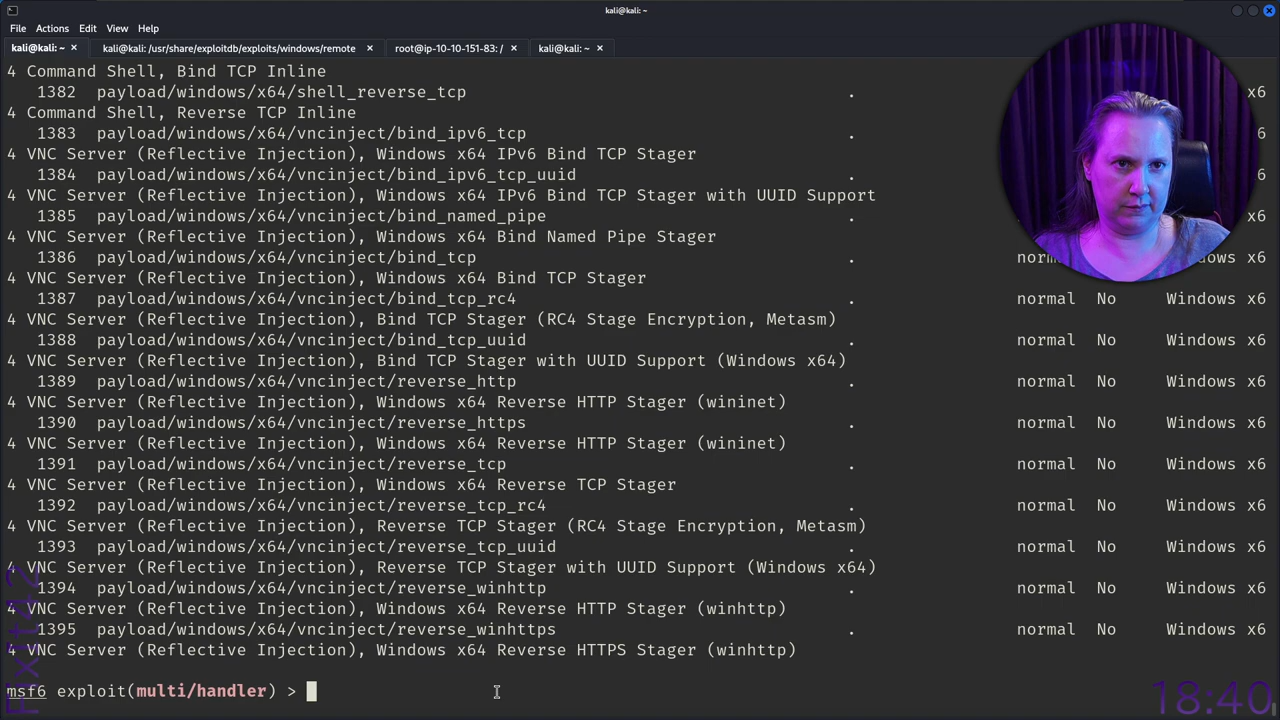 kali@kali: ~
File Actions Edit View Help
kali@kali: ~ × kali@kali: /usr/share/exploitdb/exploits/windows/remote × root@ip-10-10-151-83: / × kali@kali: ~ ×
4 Command Shell, Bind TCP Inline
1382 payload/windows/x64/shell_reverse_tcp . x6
4 Command Shell, Reverse TCP Inline
1383 payload/windows/x64/vncinject/bind_ipv6_tcp . x6
4 VNC Server (Reflective Injection), Windows x64 IPv6 Bind TCP Stager
1384 payload/windows/x64/vncinject/bind_ipv6_tcp_uuid . x6
4 VNC Server (Reflective Injection), Windows x64 IPv6 Bind TCP Stager with UUID Support
1385 payload/windows/x64/vncinject/bind_named_pipe . x6
4 VNC Server (Reflective Injection), Windows x64 Bind Named Pipe Stager
1386 payload/windows/x64/vncinject/bind_tcp . x6
4 VNC Server (Reflective Injection), Windows x64 Bind TCP Stager
1387 payload/windows/x64/vncinject/bind_tcp_rc4 . normal No Windows x6
4 VNC Server (Reflective Injection), Bind TCP Stager (RC4 Stage Encryption, Metasm)
1388 payload/windows/x64/vncinject/bind_tcp_uuid . normal No Windows x6
4 VNC Server (Reflective Injection), Bind TCP Stager with UUID Support (Windows x64)
1389 payload/windows/x64/vncinject/reverse_http . normal No Windows x6
4 VNC Server (Reflective Injection), Windows x64 Reverse HTTP Stager (wininet)
1390 payload/windows/x64/vncinject/reverse_https . normal No Windows x6
4 VNC Server (Reflective Injection), Windows x64 Reverse HTTP Stager (wininet)
1391 payload/windows/x64/vncinject/reverse_tcp . normal No Windows x6
4 VNC Server (Reflective Injection), Windows x64 Reverse TCP Stager
1392 payload/windows/x64/vncinject/reverse_tcp_rc4 . normal No Windows x6
4 VNC Server (Reflective Injection), Reverse TCP Stager (RC4 Stage Encryption, Metasm)
1393 payload/windows/x64/vncinject/reverse_tcp_uuid . normal No Windows x6
4 VNC Server (Reflective Injection), Reverse TCP Stager with UUID Support (Windows x64)
1394 payload/windows/x64/vncinject/reverse_winhttp . normal No Windows x6
4 VNC Server (Reflective Injection), Windows x64 Reverse HTTP Stager (winhttp)
1395 payload/windows/x64/vncinject/reverse_winhttps . normal No Windows x6
4 VNC Server (Reflective Injection), Windows x64 Reverse HTTPS Stager (winhttp)
msf6 exploit(multi/handler) >
18:40